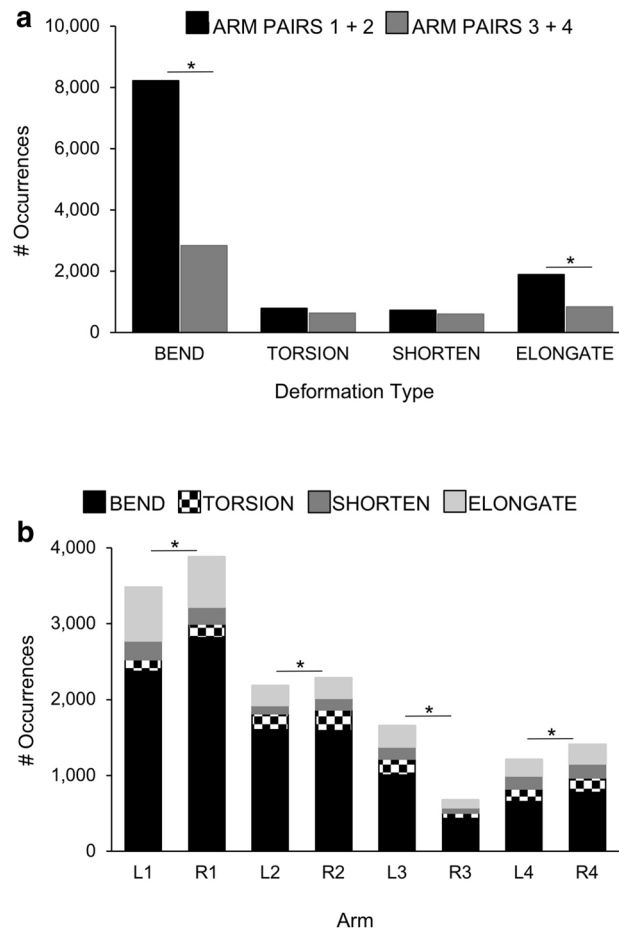 a
ARM PAIRS 1 + 2 ARM PAIRS 3 + 4
10,000
8,000
6,000
4,000
2,000
0
# Occurrences
*
*
BEND TORSION SHORTEN ELONGATE
Deformation Type
BEND TORSION SHORTEN ELONGATE
b
4,000
3,000
2,000
1,000
0
# Occurrences
*
*
*
*
L1 R1 L2 R2 L3 R3 L4 R4
Arm